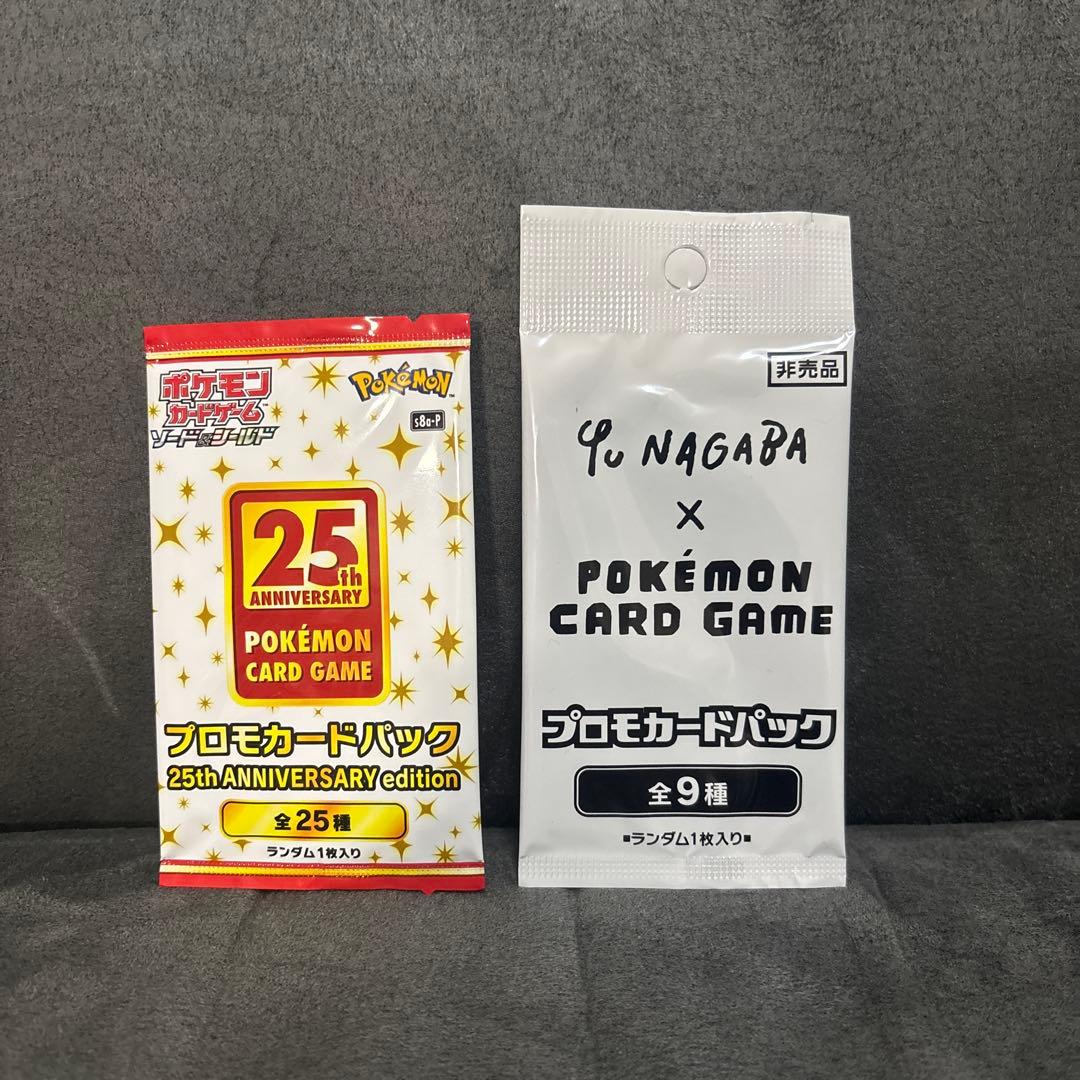 ポケモン
カードゲーム
ソード&シールド
POKÉMON
s8a-P
25th
ANNIVERSARY
POKÉMON
CARD GAME
プロモカードパック
25th ANNIVERSARY edition
全25種
ランダム1枚入り
非売品
Yu NAGABA
×
POKÉMON
CARD GAME
プロモカードパック
全9種
■ランダム1枚入り■